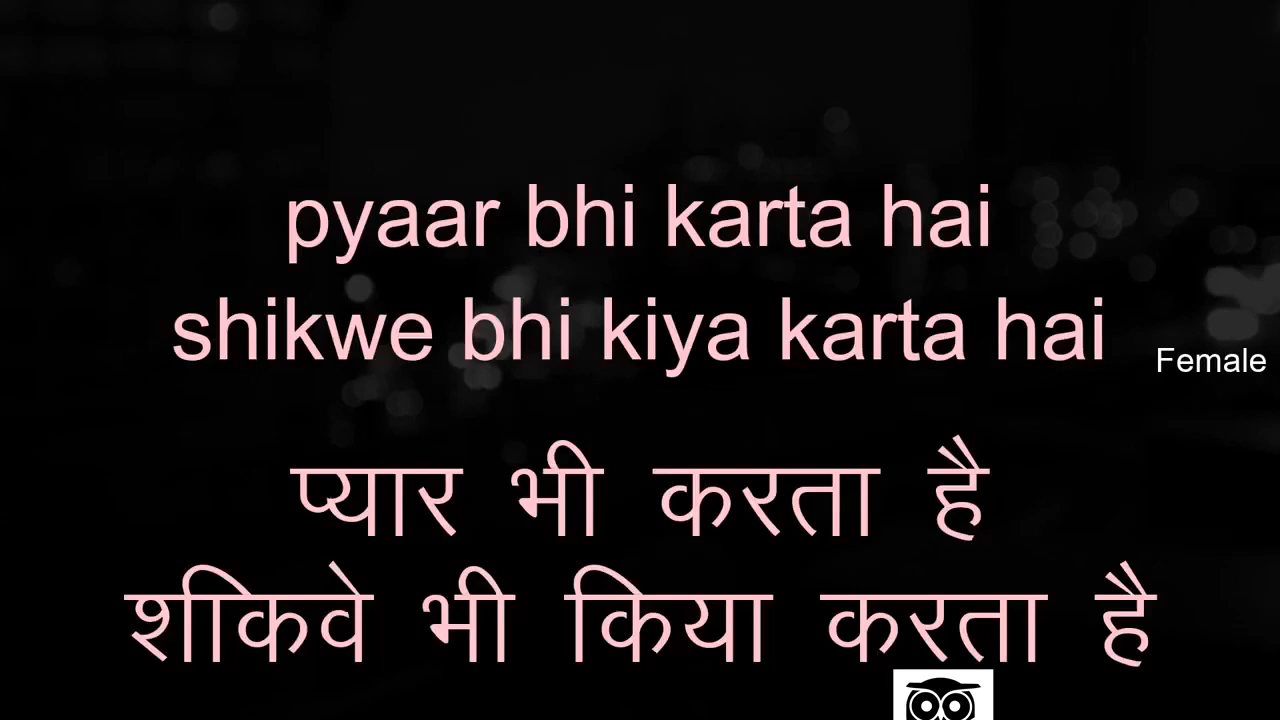 pyaar bhi karta hai
shikwe bhi kiya karta hai
Female
प्यार भी करता है
शीकवे भी किया करता है